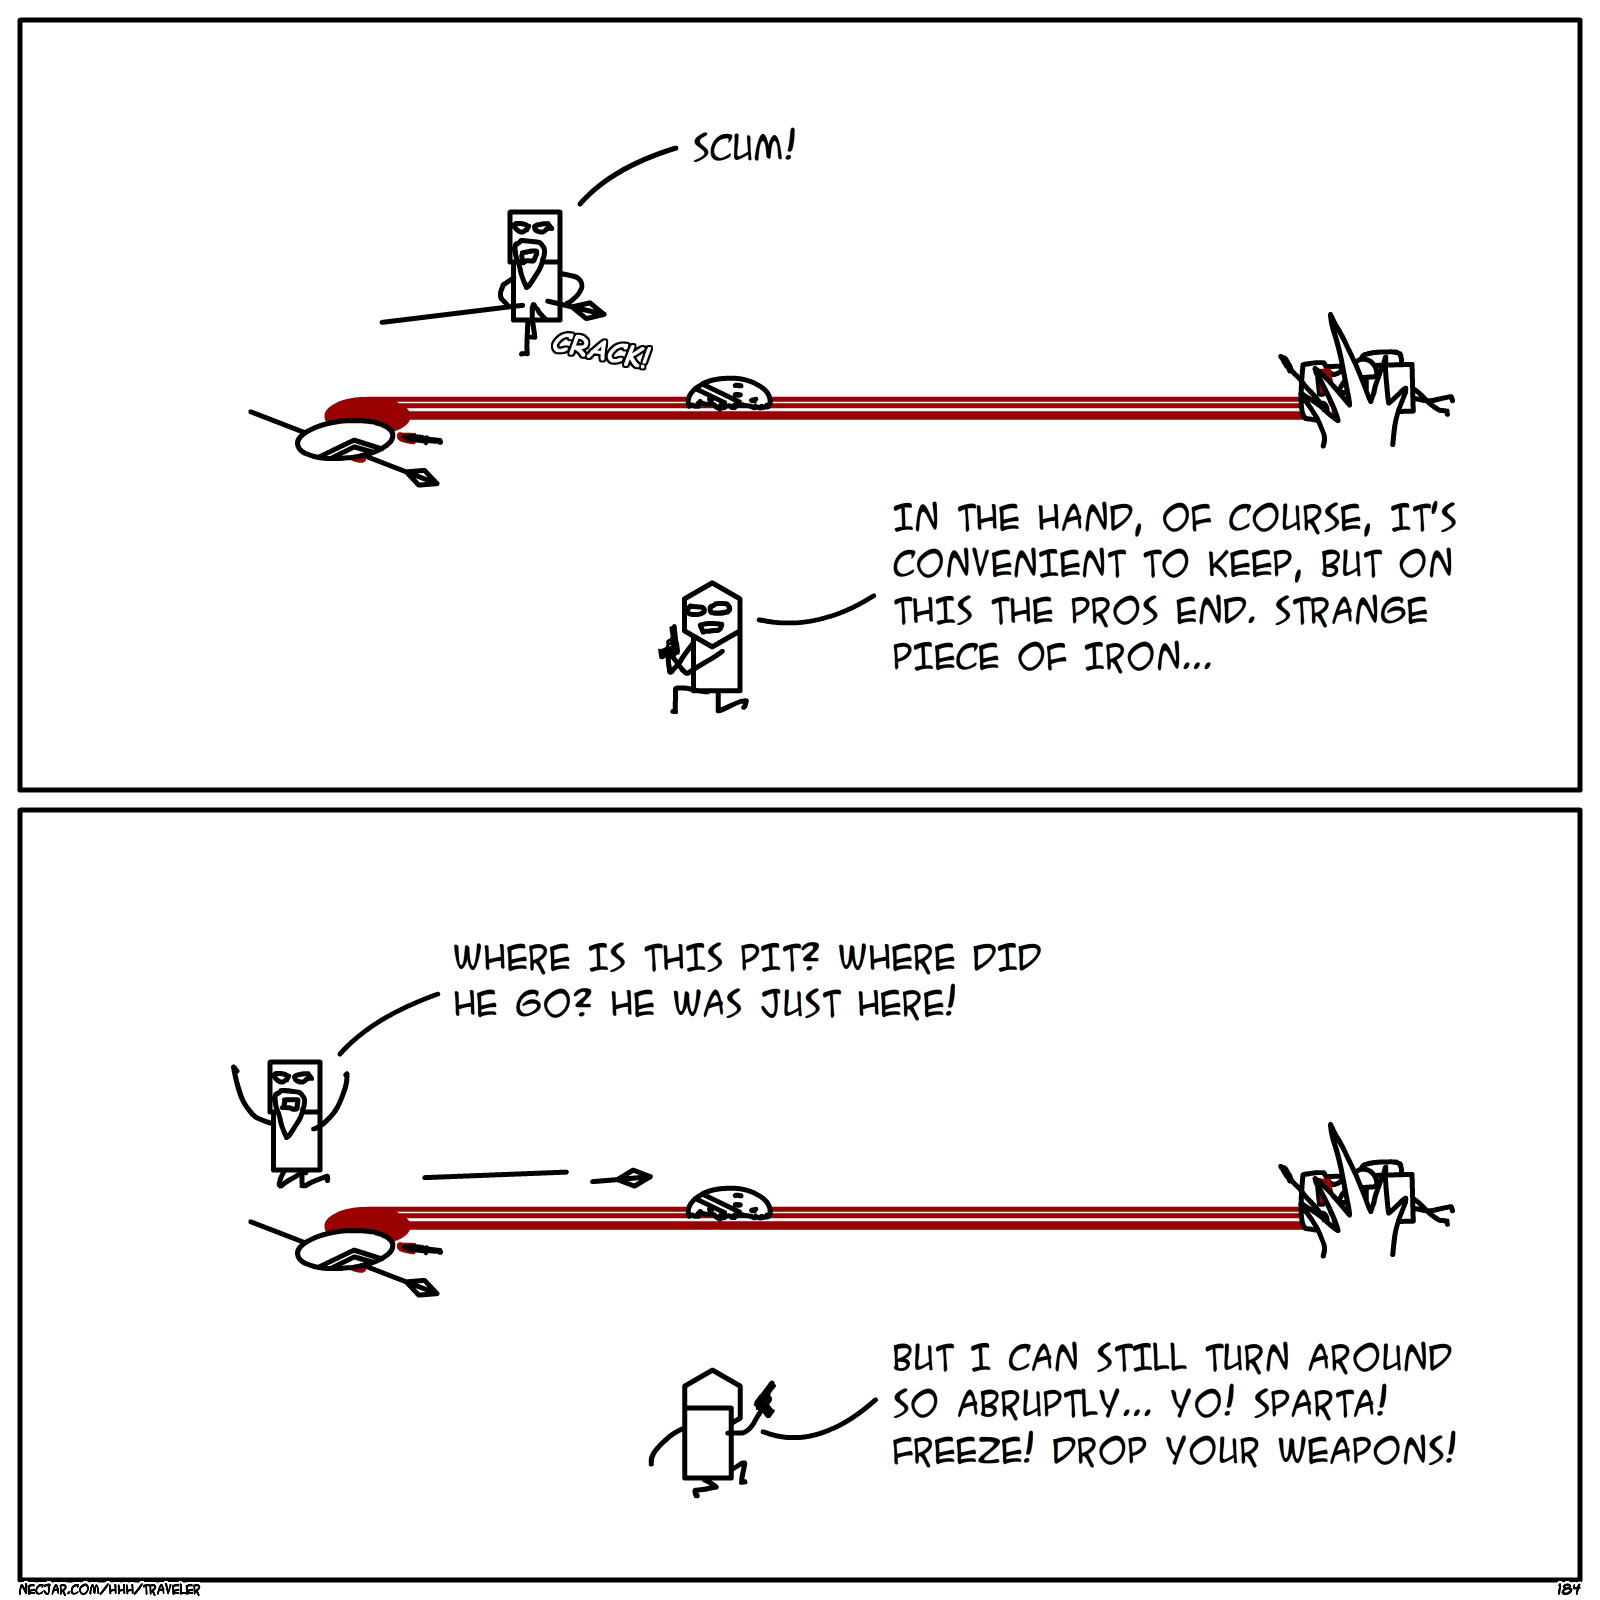 SCUM!
CRACK!
IN THE HAND, OF COURSE, IT'S
CONVENIENT TO KEEP, BUT ON
THIS THE PROS END. STRANGE
PIECE OF IRON...
WHERE IS THIS PIT? WHERE DID
HE GO? HE WAS JUST HERE!
BUT I CAN STILL TURN AROUND
SO ABRUPTLY... YO! SPARTA!
FREEZE! DROP YOUR WEAPONS!
NECJAR.COM/HHH/TRAVELER
184